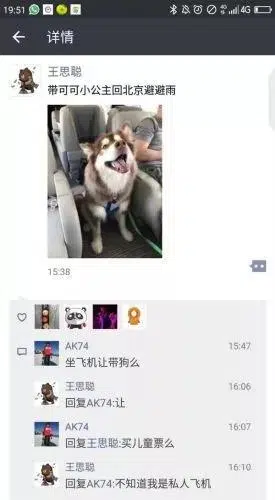 19:51
4G
详情
王思聪
带可可小公主回北京避避雨
15:38
AK74
15:47
坐飞机让带狗么
王思聪
16:06
回复AK74:让
AK74
16:07
回复王思聪:买儿童票么
王思聪
16:10
回复AK74:不知道我是私人飞机